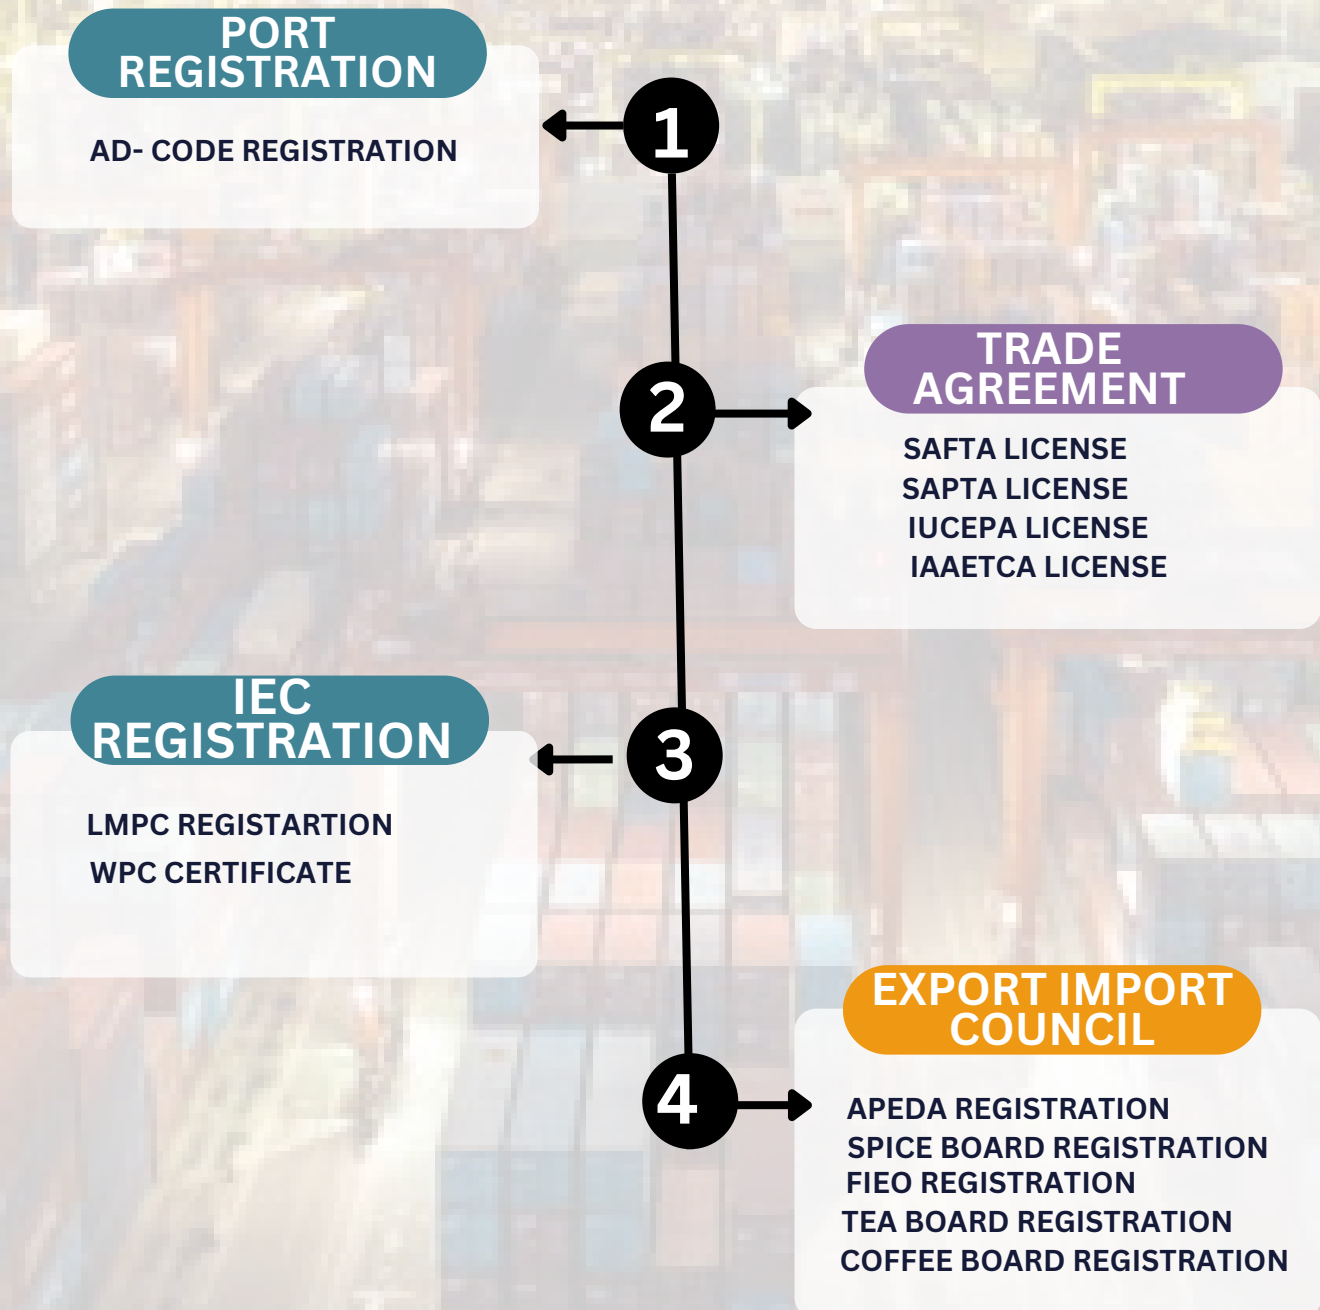 PORT
REGISTRATION
AD- CODE REGISTRATION
1
2
TRADE
AGREEMENT
SAFTA LICENSE
SAPTA LICENSE
IUCEPA LICENSE
IAAETCA LICENSE
IEC
REGISTRATION
3
LMPC REGISTARTION
WPC CERTIFICATE
4
EXPORT IMPORT
COUNCIL
APEDA REGISTRATION
SPICE BOARD REGISTRATION
FIEO REGISTRATION
TEA BOARD REGISTRATION
COFFEE BOARD REGISTRATION